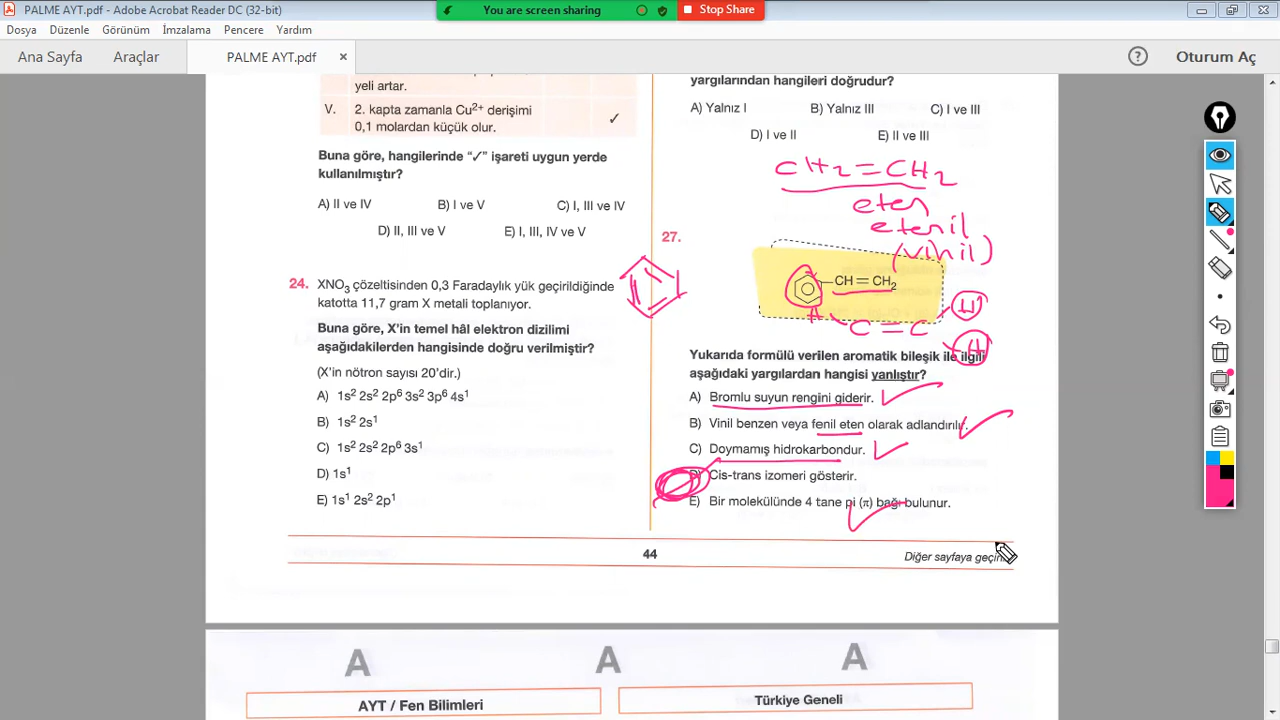 PALME AYT.pdf - Adobe Acrobat Reader DC (32-bit)
You are screen sharing
Stop Share
Dosya Düzenle Görünüm İmzalama Pencere Yardım
Ana Sayfa Araçlar PALME AYT.pdf × Oturum Aç
yeli artar.
V. 2. kapta zamanla Cu²⁺ derişimi
0,1 molardan küçük olur. ✓
Buna göre, hangilerinde “✓” işareti uygun yerde
kullanılmıştır?
A) II ve IV B) I ve V C) I, III ve IV
D) II, III ve V E) I, III, IV ve V
24. XNO₃ çözeltisinden 0,3 Faradaylık yük geçirildiğinde
katotta 11,7 gram X metali toplanıyor.
Buna göre, X'in temel hâl elektron dizilimi
aşağıdakilerden hangisinde doğru verilmiştir?
(X'in nötron sayısı 20'dir.)
A) 1s² 2s² 2p⁶ 3s² 3p⁶ 4s¹
B) 1s² 2s¹
C) 1s² 2s² 2p⁶ 3s¹
D) 1s¹
E) 1s¹ 2s² 2p¹
yargılarından hangileri doğrudur?
A) Yalnız I B) Yalnız III C) I ve III
D) I ve II E) II ve III
CH₂=CH₂
eten
etenil
(vinil)
27.
CH=CH₂
H
C=C
H
Yukarıda formülü verilen aromatik bileşik ile ilgili
aşağıdaki yargılardan hangisi yanlıştır?
A) Bromlu suyun rengini giderir.
B) Vinil benzen veya fenil eten olarak adlandırılır.
C) Doymamış hidrokarbondur.
D) Cis-trans izomeri gösterir.
E) Bir molekülünde 4 tane pi (π) bağı bulunur.
44
Diğer sayfaya
A A A
AYT / Fen Bilimleri
Türkiye Geneli